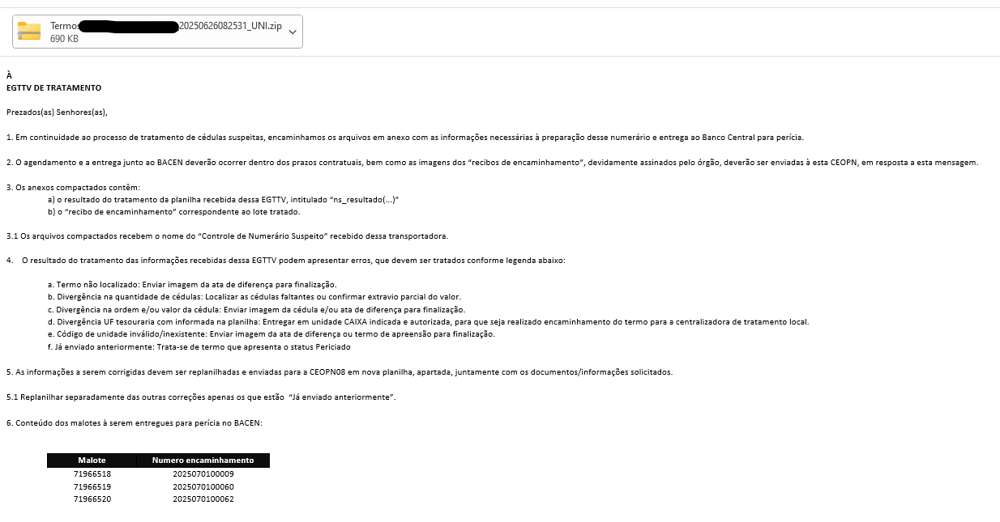 Termos 20250626082531_UNI.zip
690 KB
À
EGTTV DE TRATAMENTO
Prezados(as) Senhores(as),
1. Em continuidade ao processo de tratamento de cédulas suspeitas, encaminhamos os arquivos em anexo com as informações necessárias à preparação desse numerário e entrega ao Banco Central para perícia.
2. O agendamento e a entrega junto ao BACEN deverão ocorrer dentro dos prazos contratuais, bem como as imagens dos “recibos de encaminhamento”, devidamente assinados pelo órgão, deverão ser enviadas à esta CEOPN, em resposta a esta mensagem.
3. Os anexos compactados contêm:
a) o resultado do tratamento da planilha recebida dessa EGTTV, intitulado “ns_resultado(...)”
b) o “recibo de encaminhamento” correspondente ao lote tratado.
3.1 Os arquivos compactados recebem o nome do “Controle de Numerário Suspeito” recebido dessa transportadora.
4. O resultado do tratamento das informações recebidas dessa EGTTV podem apresentar erros, que devem ser tratados conforme legenda abaixo:
a. Termo não localizado: Enviar imagem da ata de diferença para finalização.
b. Divergência na quantidade de cédulas: Localizar as cédulas faltantes ou confirmar extravio parcial do valor.
c. Divergência na ordem e/ou valor da cédula: Enviar imagem da cédula e/ou ata de diferença para finalização.
d. Divergência UF tesouraria com informada na planilha: Entregar em unidade CAIXA indicada e autorizada, para que seja realizado encaminhamento do termo para a centralizadora de tratamento local.
e. Código de unidade inválido/inexistente: Enviar imagem da ata de diferença ou termo de apreensão para finalização.
f. Já enviado anteriormente: Trata-se de termo que apresenta o status Periciado
5. As informações a serem corrigidas devem ser replanilhadas e enviadas para a CEOPN08 em nova planilha, apartada, juntamente com os documentos/informações solicitados.
5.1 Replanilhar separadamente das outras correções apenas os que estão “Já enviado anteriormente”.
6. Conteúdo dos malotes à serem entregues para perícia no BACEN:
Malote Numero encaminhamento
71966518 2025070100009
71966519 2025070100060
71966520 2025070100062